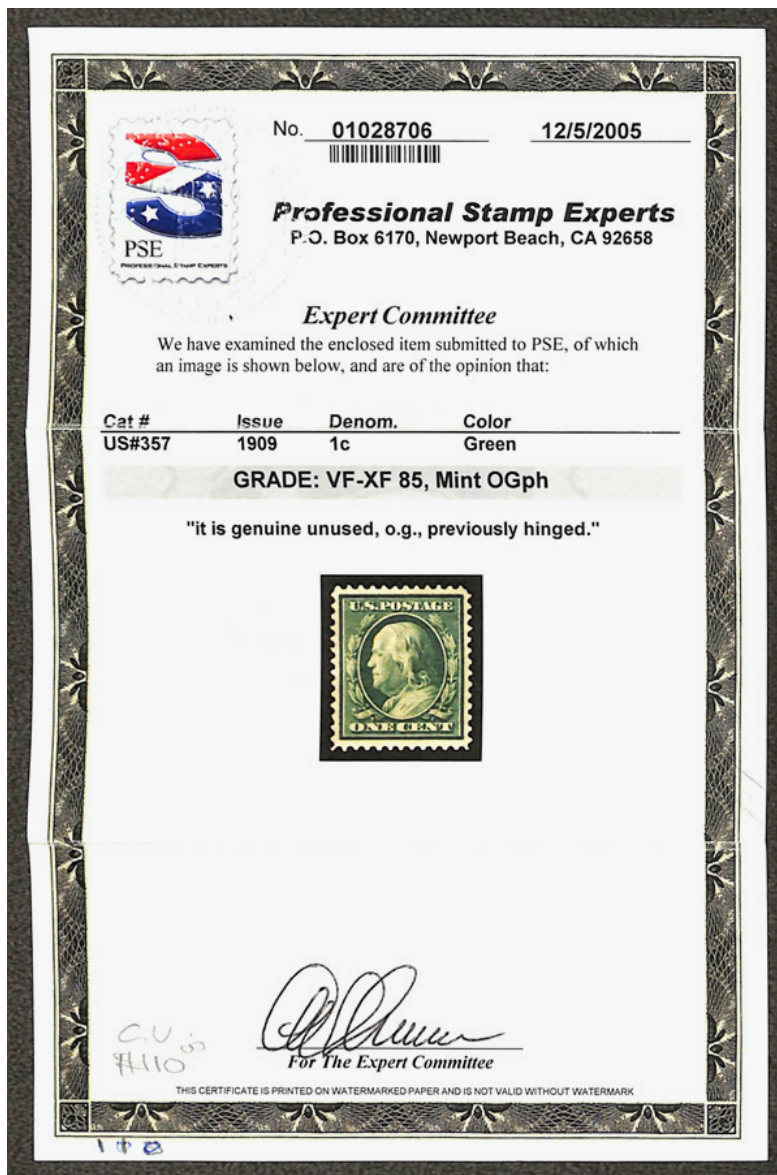 No. 01028706 12/5/2005
PSE
PROFESSIONAL STAMP EXPERTS
Professional Stamp Experts
P.O. Box 6170, Newport Beach, CA 92658
Expert Committee
We have examined the enclosed item submitted to PSE, of which
an image is shown below, and are of the opinion that:
Cat # Issue Denom. Color
US#357 1909 1c Green
GRADE: VF-XF 85, Mint OGph
"it is genuine unused, o.g., previously hinged."
U.S.POSTAGE
ONE CENT
C.U.
For The Expert Committee
THIS CERTIFICATE IS PRINTED ON WATERMARKED PAPER AND IS NOT VALID WITHOUT WATERMARK